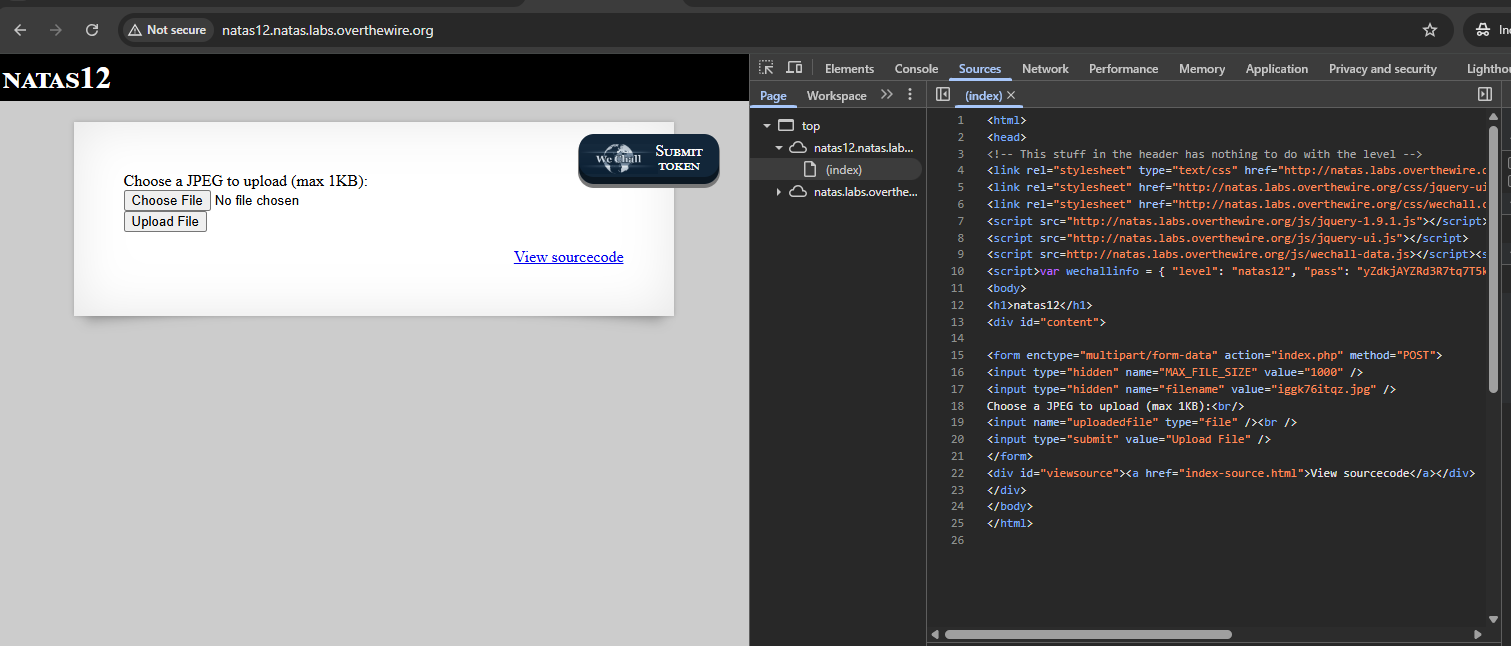 Not secure natas12.natas.labs.overthewire.org
NATAS12
We Chall SUBMIT TOKEN
Choose a JPEG to upload (max 1KB):
Choose File No file chosen
Upload File
View sourcecode
Elements Console Sources Network Performance Memory Application Privacy and security
Page Workspace (index)
top
natas12.natas.lab...
(index)
natas.labs.overthe...
1 <html>
2 <head>
3 <!-- This stuff in the header has nothing to do with the level -->
4 <link rel="stylesheet" type="text/css" href="http://natas.labs.overthewire.o
5 <link rel="stylesheet" href="http://natas.labs.overthewire.org/css/jquery-ui
6 <link rel="stylesheet" href="http://natas.labs.overthewire.org/css/wechall.c
7 <script src="http://natas.labs.overthewire.org/js/jquery-1.9.1.js"></script>
8 <script src="http://natas.labs.overthewire.org/js/jquery-ui.js"></script>
9 <script src=http://natas.labs.overthewire.org/js/wechall-data.js></script><s
10 <script>var wechallinfo = { "level": "natas12", "pass": "yZdkjAYZRd3R7tq7T5k
11 <body>
12 <h1>natas12</h1>
13 <div id="content">
14
15 <form enctype="multipart/form-data" action="index.php" method="POST">
16 <input type="hidden" name="MAX_FILE_SIZE" value="1000" />
17 <input type="hidden" name="filename" value="iggk76itqz.jpg" />
18 Choose a JPEG to upload (max 1KB):<br/>
19 <input name="uploadedfile" type="file" /><br />
20 <input type="submit" value="Upload File" />
21 </form>
22 <div id="viewsource"><a href="index-source.html">View sourcecode</a></div>
23 </div>
24 </body>
25 </html>
26